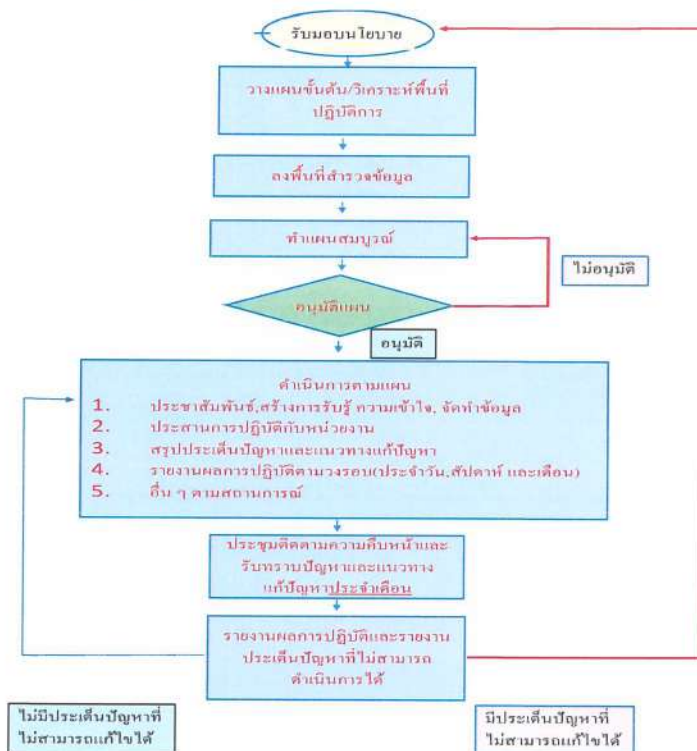 รับมอบนโยบาย
วางแผนขั้นต้น/วิเคราะห์พื้นที่
ปฏิบัติการ
ลงพื้นที่สำรวจข้อมูล
ทำแผนสมบูรณ์
ไม่อนุมัติ
อนุมัติแผน
อนุมัติ
ดำเนินการตามแผน
1. ประชาสัมพันธ์,สร้างการรับรู้ ความเข้าใจ, จัดทำข้อมูล
2. ประสานการปฏิบัติกับหน่วยงาน
3. สรุปประเด็นปัญหาและแนวทางแก้ปัญหา
4. รายงานผลการปฏิบัติตามวงรอบ(ประจำวัน,สัปดาห์ และเดือน)
5. อื่น ๆ ตามสถานการณ์
ประชุมติดตามความคืบหน้าและ
รับทราบปัญหาและแนวทาง
แก้ปัญหาประจำเดือน
รายงานผลการปฏิบัติและรายงาน
ประเด็นปัญหาที่ไม่สามารถ
ดำเนินการได้
ไม่มีประเด็นปัญหาที่
ไม่สามารถแก้ไขได้
มีประเด็นปัญหาที่
ไม่สามารถแก้ไขได้